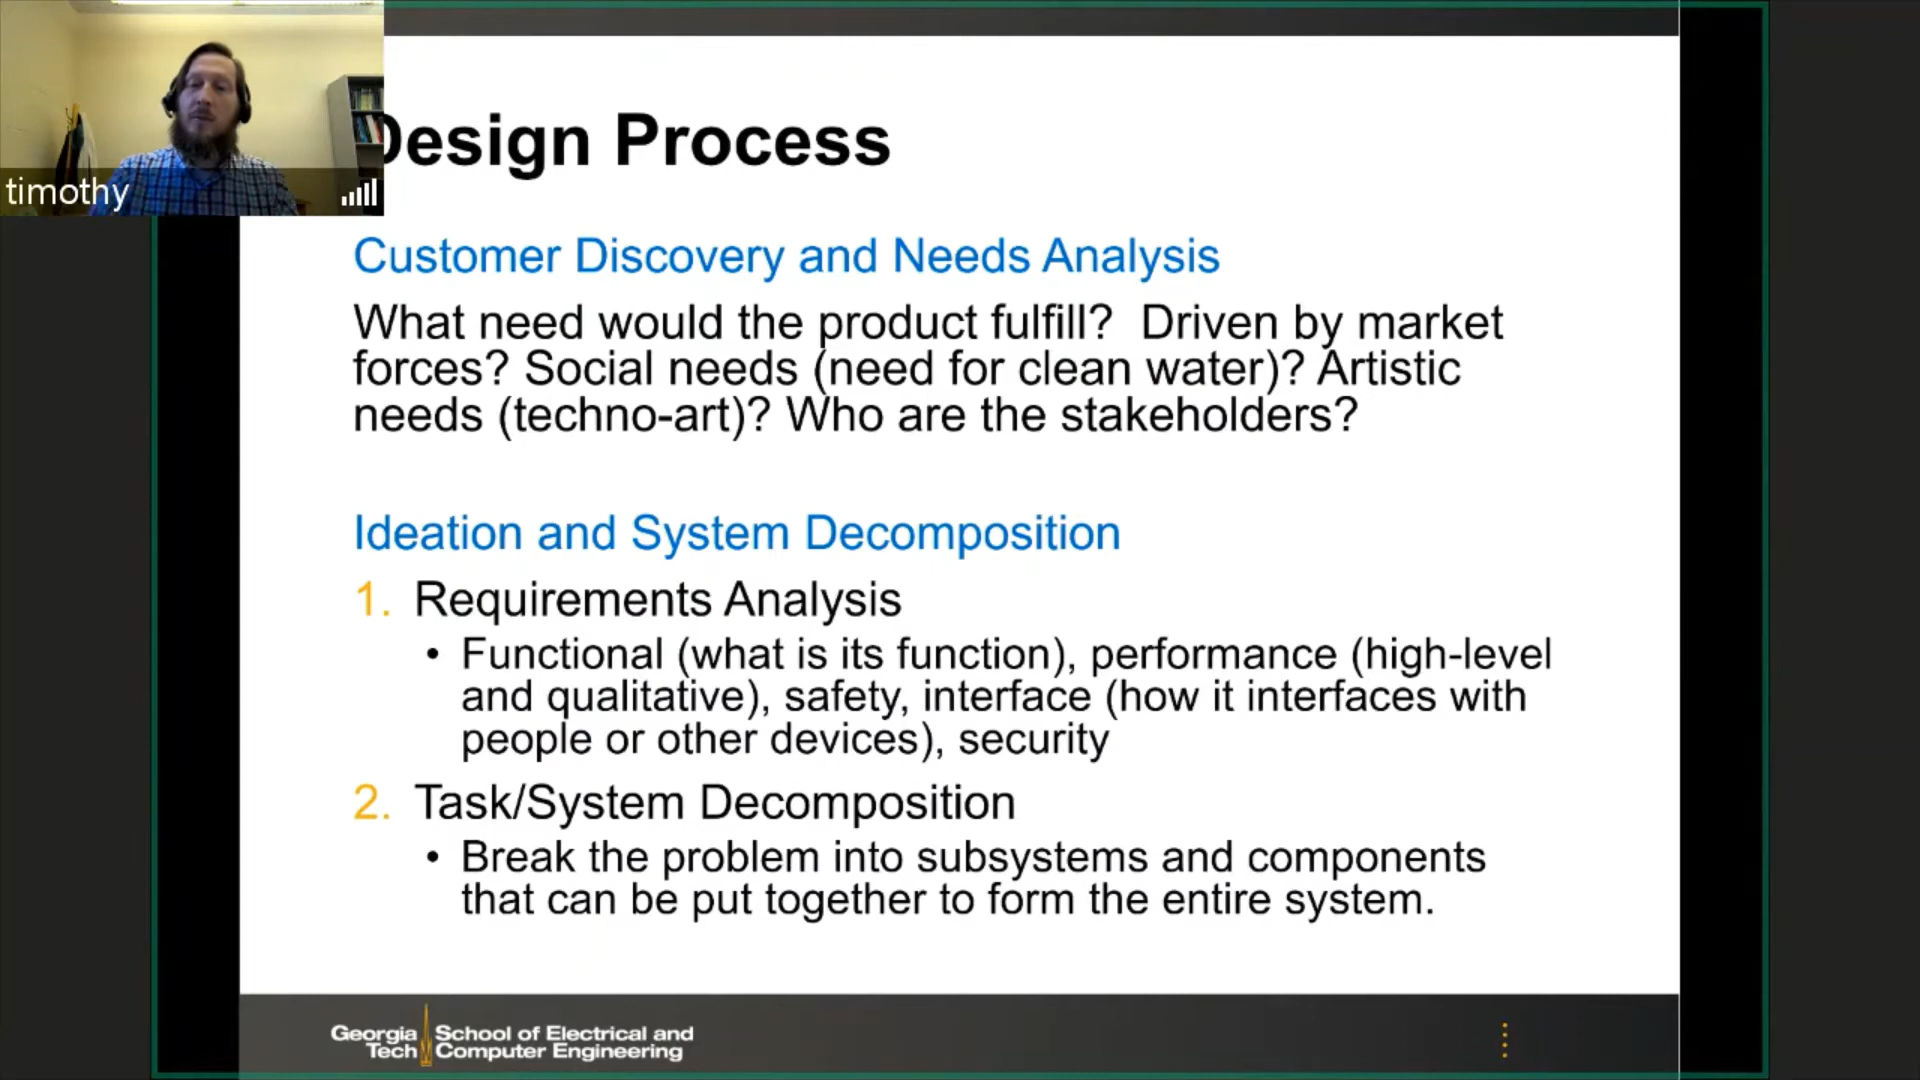 timothy
Design Process
Customer Discovery and Needs Analysis
What need would the product fulfill?  Driven by market
forces? Social needs (need for clean water)? Artistic
needs (techno-art)? Who are the stakeholders?
Ideation and System Decomposition
1. Requirements Analysis
• Functional (what is its function), performance (high-level
and qualitative), safety, interface (how it interfaces with
people or other devices), security
2. Task/System Decomposition
• Break the problem into subsystems and components
that can be put together to form the entire system.
Georgia Tech
School of Electrical and
Computer Engineering